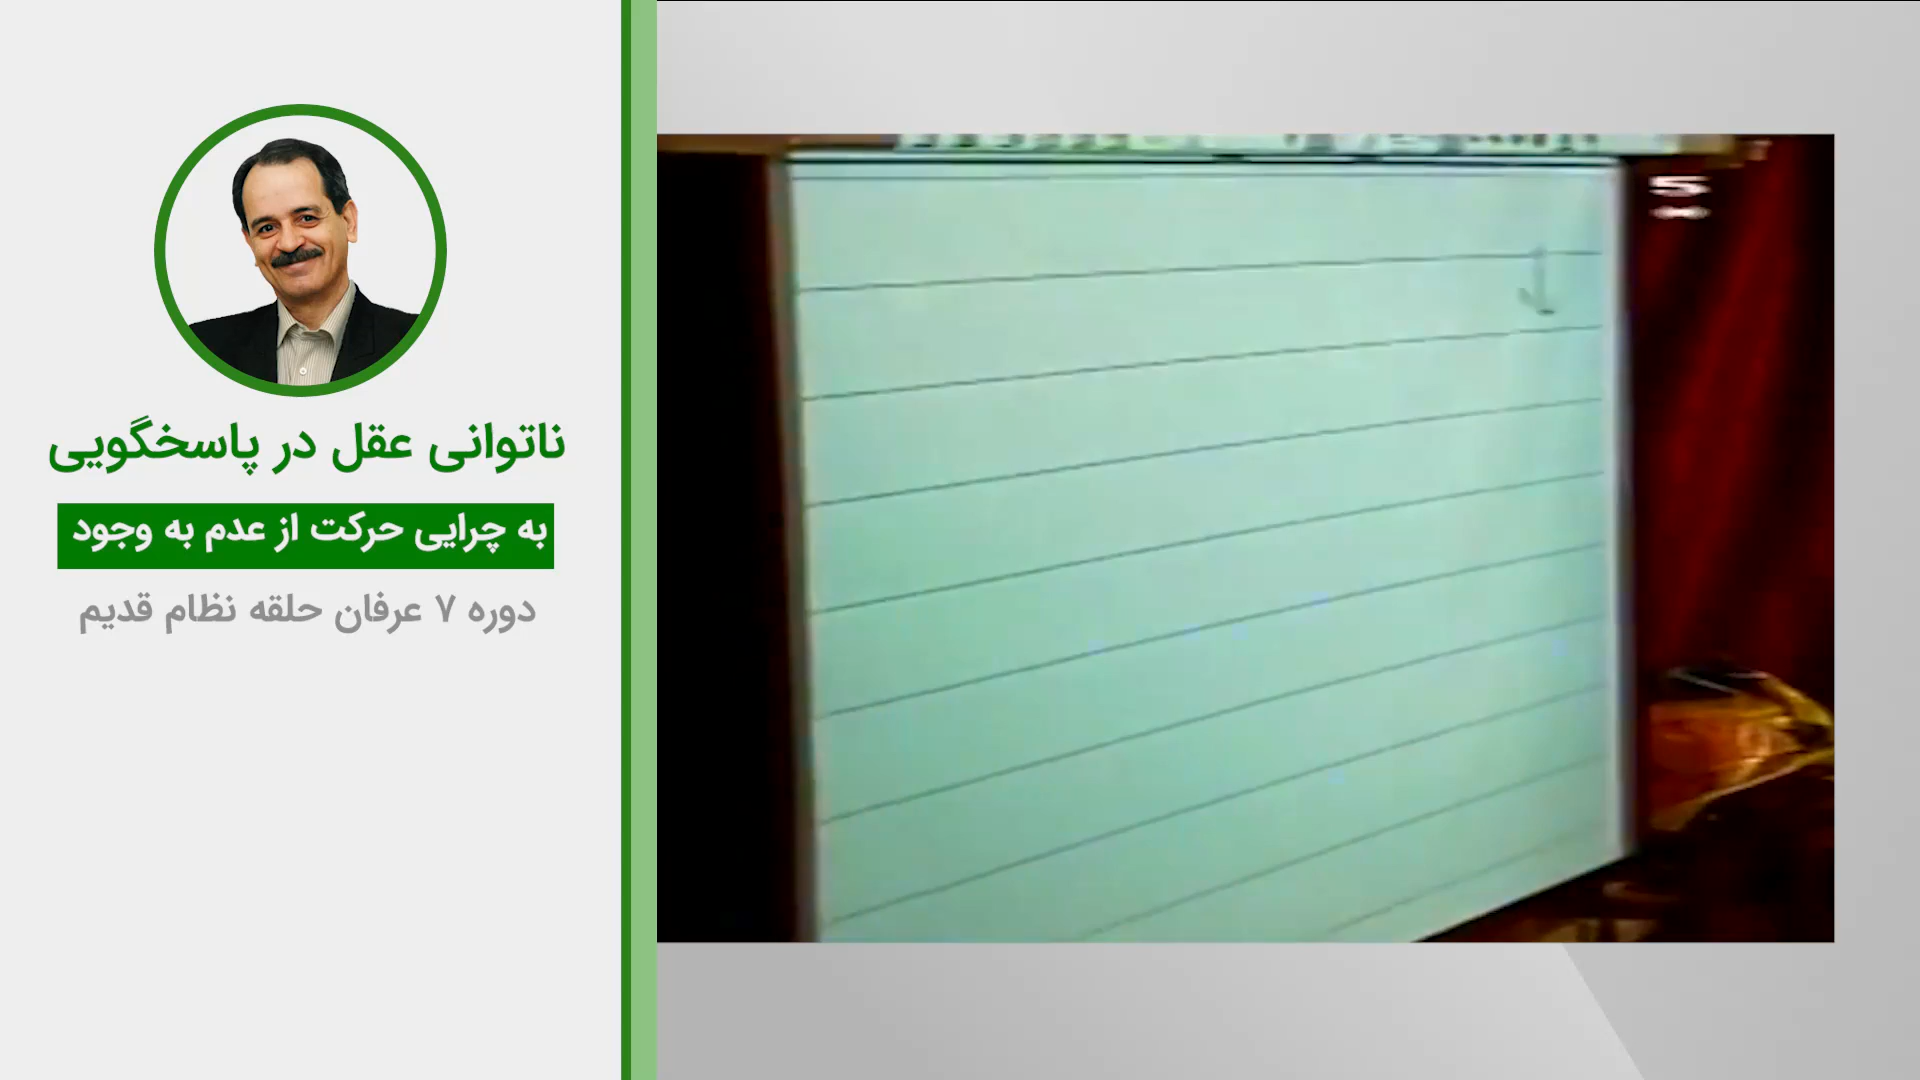 ناتوانی عقل در پاسخگویی
به چرایی حرکت از عدم به وجود
دوره ۷ عرفان حلقه نظام قدیم